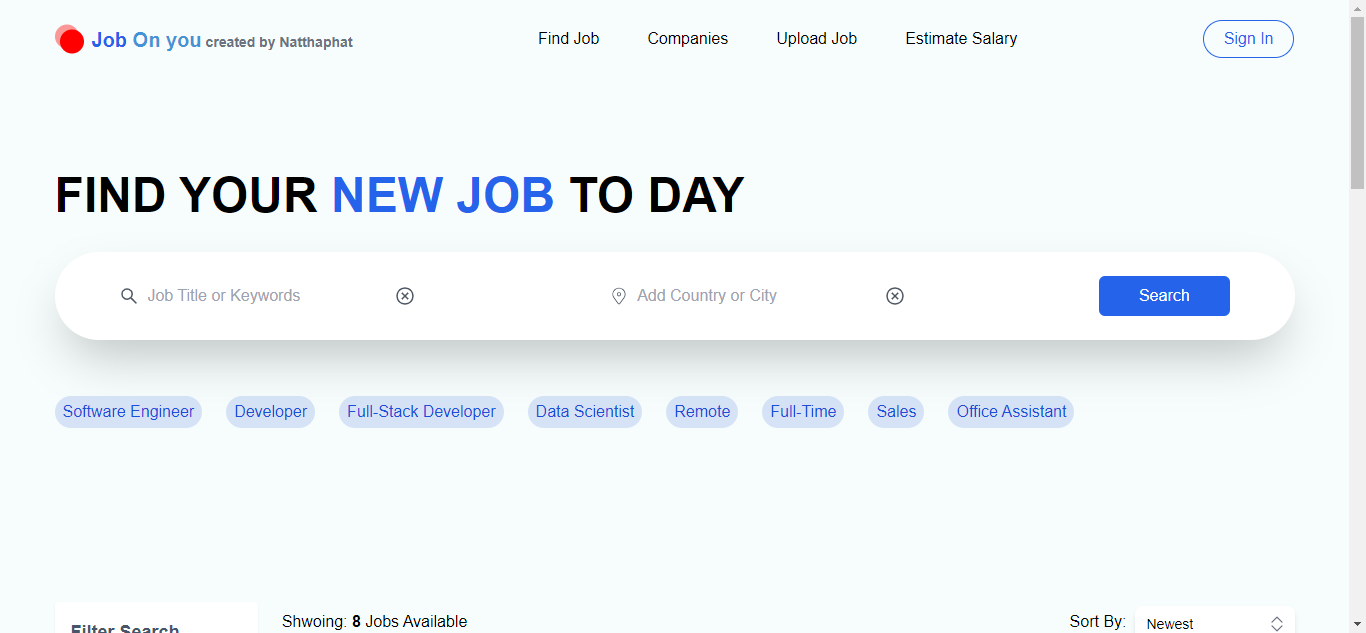 Job On you created by Natthaphat
Find Job Companies Upload Job Estimate Salary
Sign In
FIND YOUR NEW JOB TO DAY
Job Title or Keywords
Add Country or City
Search
Software Engineer Developer Full-Stack Developer Data Scientist Remote Full-Time Sales Office Assistant
Filter Search
Shwoing: 8 Jobs Available
Sort By: Newest